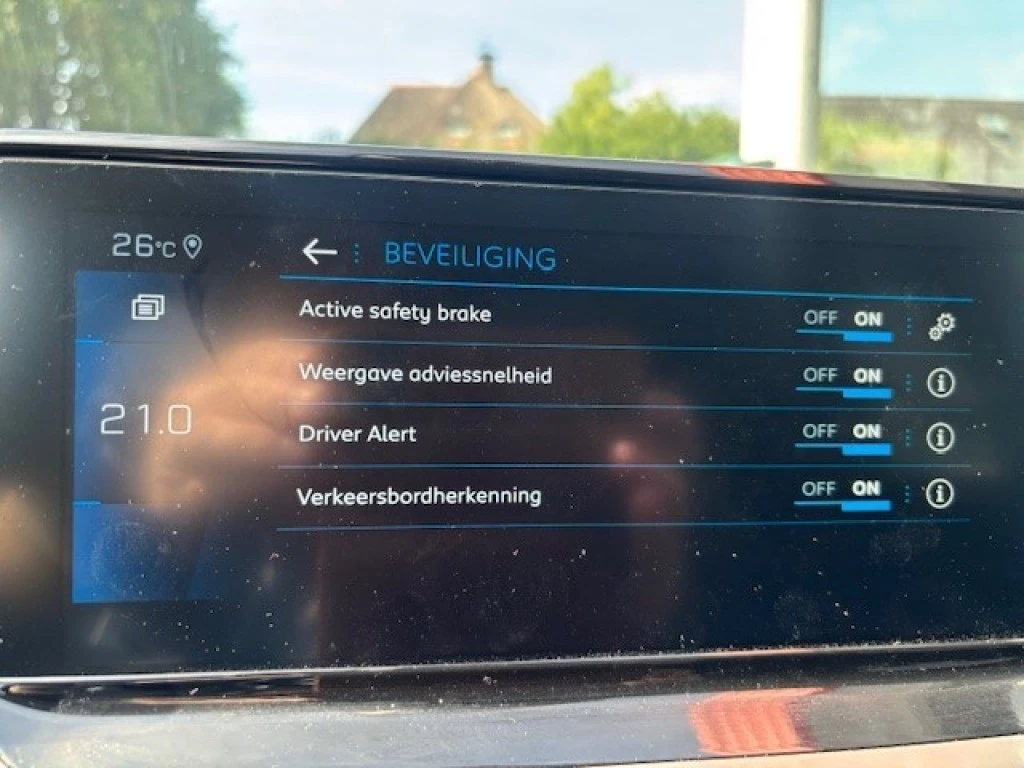 26°C
BEVEILIGING
Active safety brake OFF ON
Weergave adviessnelheid OFF ON
21.0
Driver Alert OFF ON
Verkeersbordherkenning OFF ON